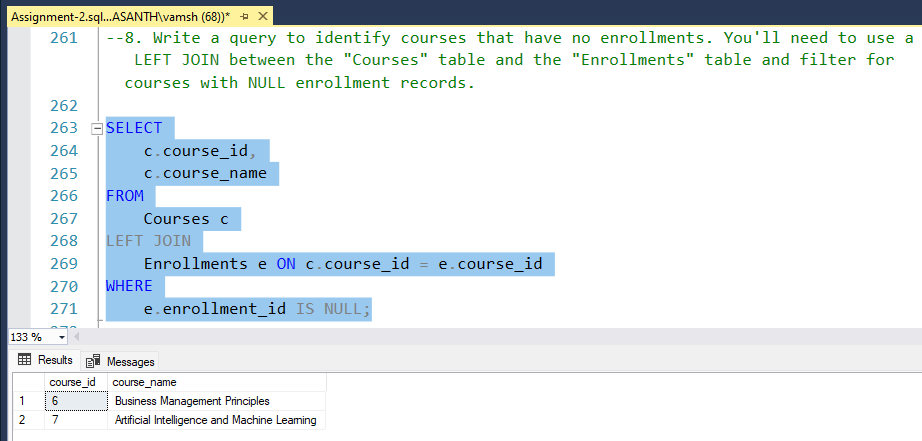 Assignment-2.sql...ASANTH\vamsh (68))*
261 --8. Write a query to identify courses that have no enrollments. You'll need to use a
LEFT JOIN between the "Courses" table and the "Enrollments" table and filter for
courses with NULL enrollment records.
262
263 SELECT
264 c.course_id,
265 c.course_name
266 FROM
267 Courses c
268 LEFT JOIN
269 Enrollments e ON c.course_id = e.course_id
270 WHERE
271 e.enrollment_id IS NULL;
133 %
Results Messages
course_id course_name
1 6 Business Management Principles
2 7 Artificial Intelligence and Machine Learning